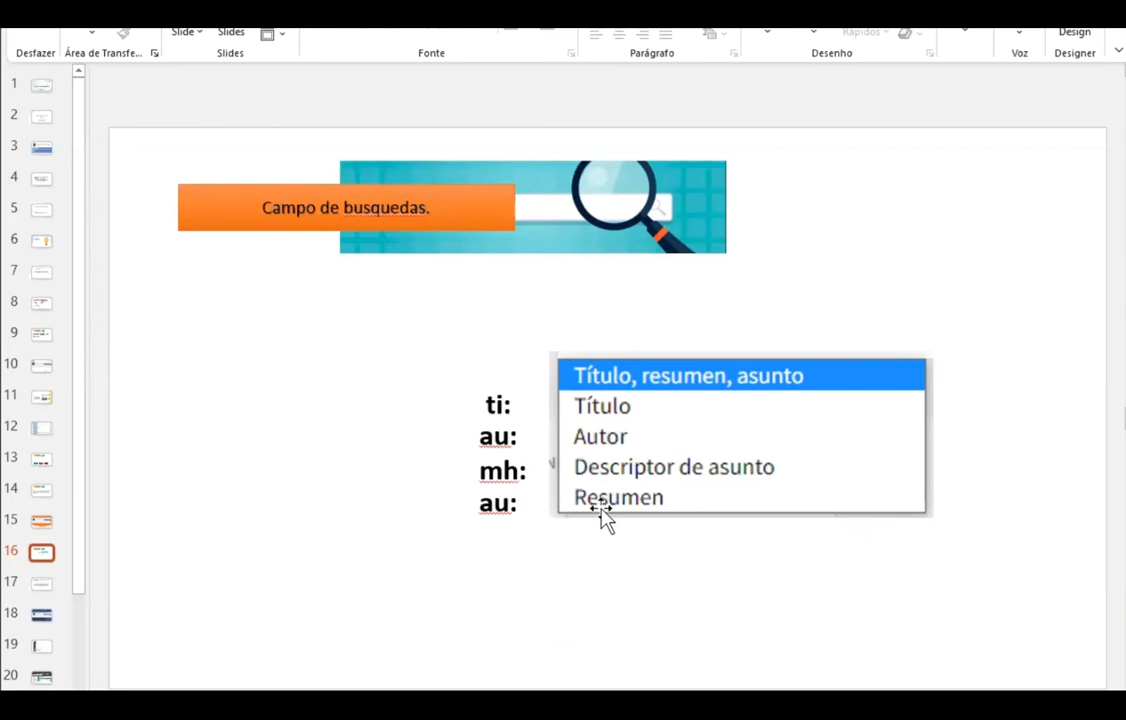 Slide
Slides
Rápidos
Design
Desfazer
Área de Transfe...
Slides
Fonte
Parágrafo
Desenho
Voz
Designer
1
2
3
4
5
6
7
8
9
10
11
12
13
14
15
16
17
18
19
20
Campo de busquedas.
Título, resumen, asunto
ti: Título
au: Autor
mh: Descriptor de asunto
au: Resumen